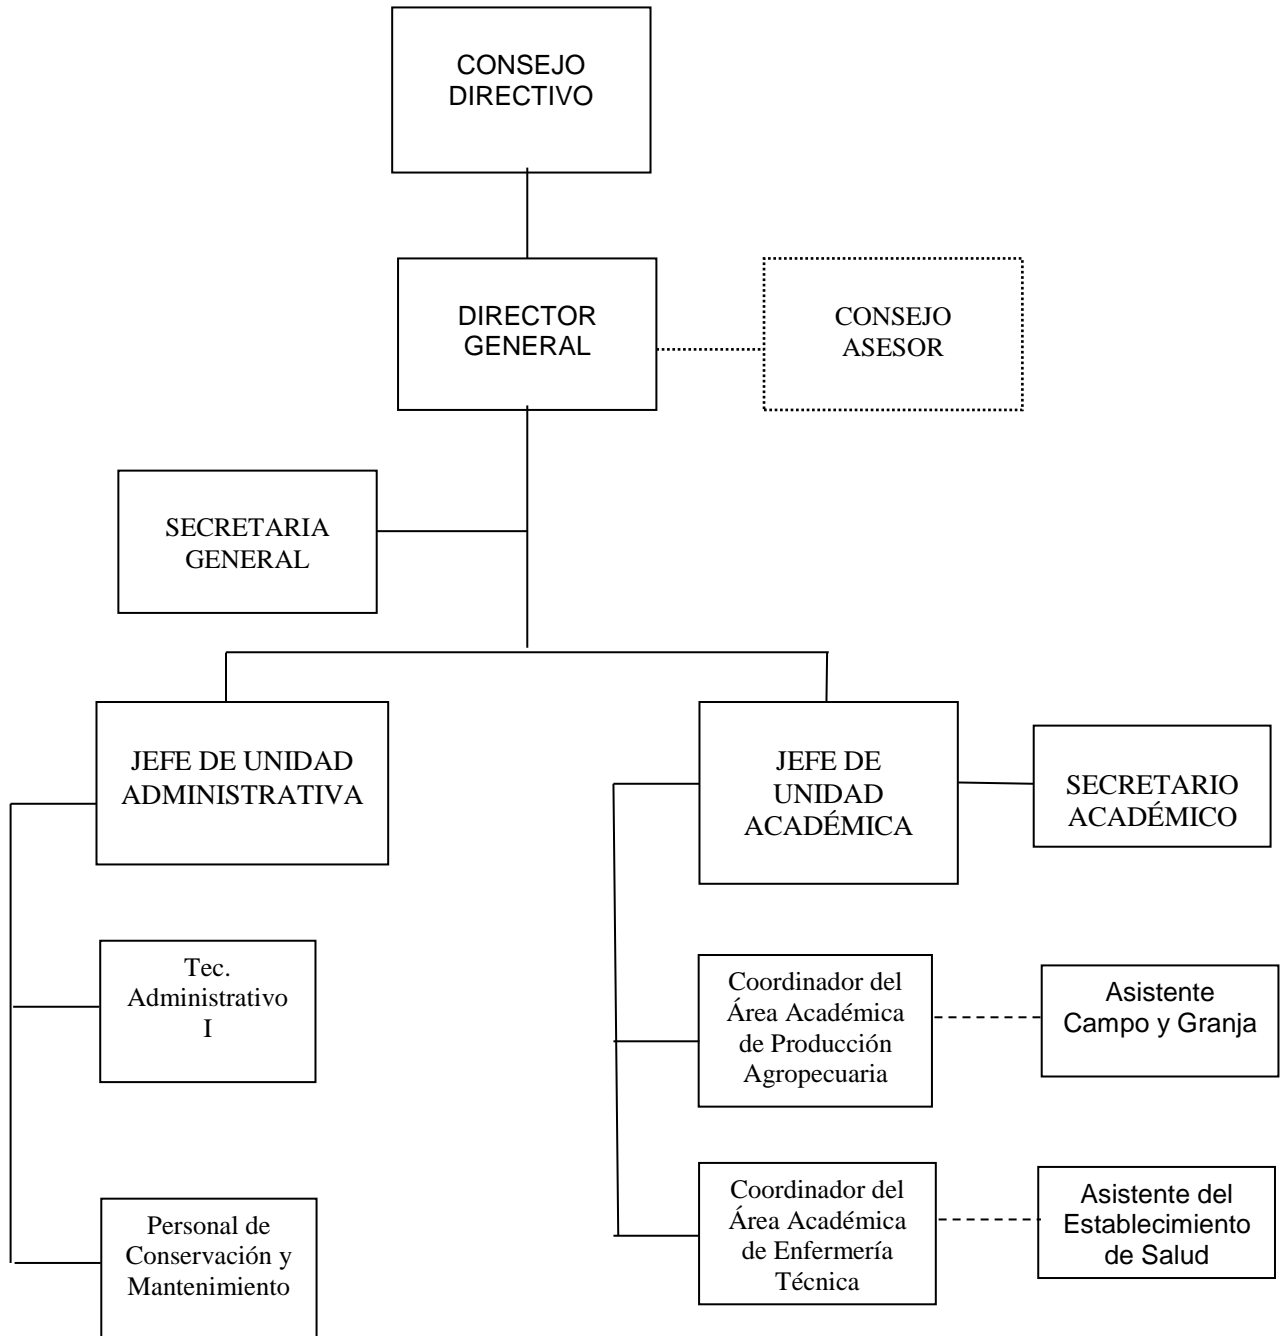 CONSEJO
DIRECTIVO
DIRECTOR
GENERAL
CONSEJO
ASESOR
SECRETARIA
GENERAL
JEFE DE UNIDAD
ADMINISTRATIVA
JEFE DE
UNIDAD
ACADÉMICA
SECRETARIO
ACADÉMICO
Tec.
Administrativo
I
Coordinador del
Área Académica
de Producción
Agropecuaria
Asistente
Campo y Granja
Personal de
Conservación y
Mantenimiento
Coordinador del
Área Académica
de Enfermería
Técnica
Asistente del
Establecimiento
de Salud